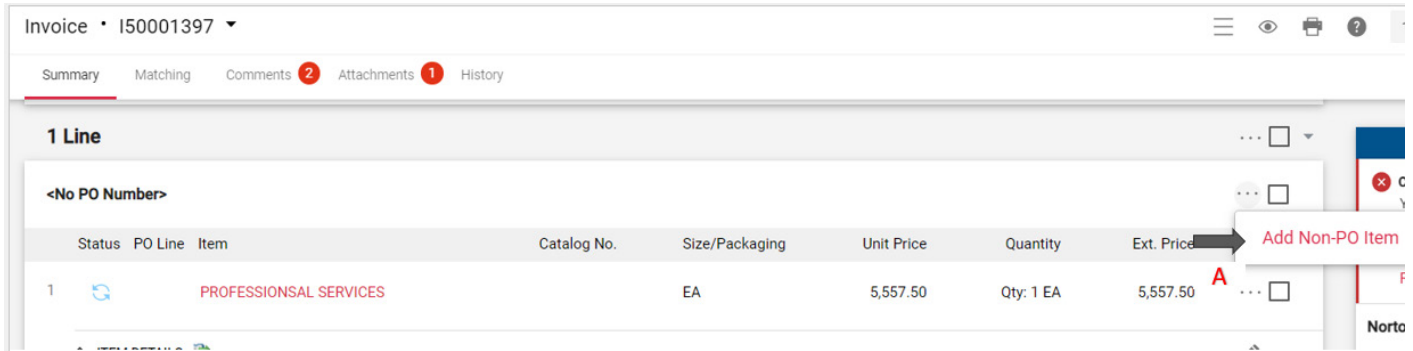 Invoice • I50001397
Summary Matching Comments 2 Attachments 1 History
1 Line
<No PO Number>
Status PO Line Item Catalog No. Size/Packaging Unit Price Quantity Ext. Price
Add Non-PO Item
A
1 PROFESSIONSAL SERVICES EA 5,557.50 Qty: 1 EA 5,557.50
ITEM DETAILS
Norto